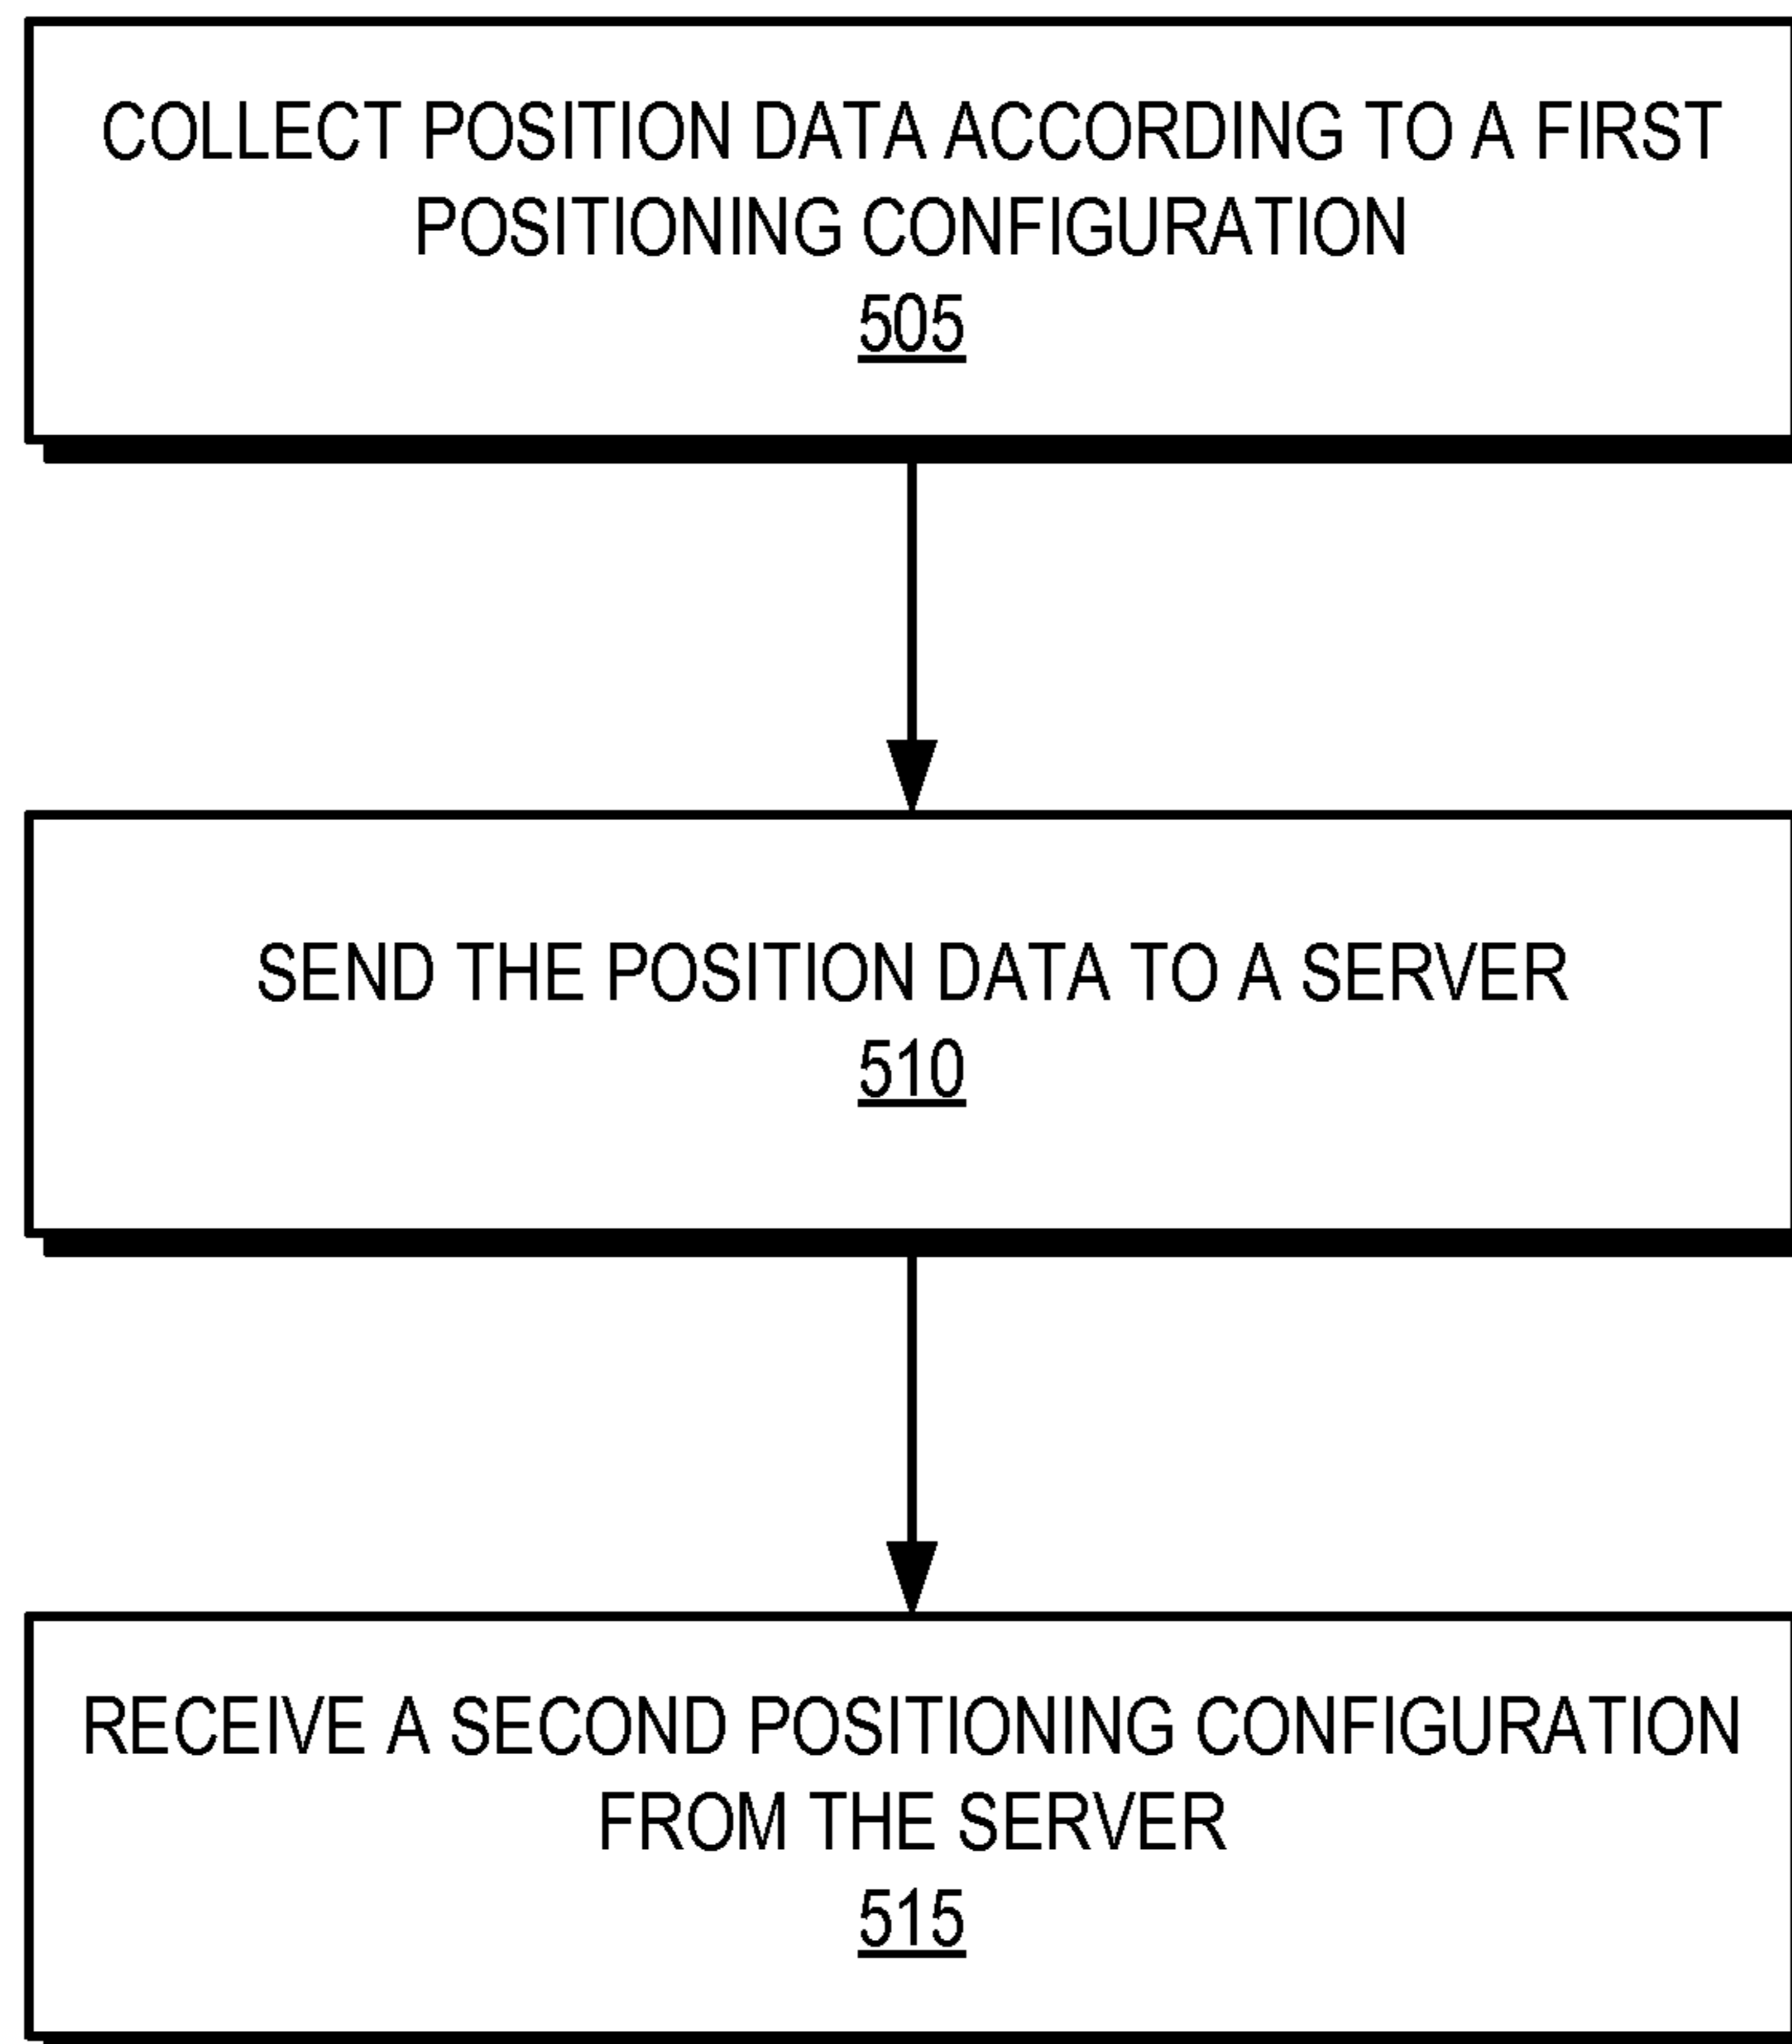 COLLECT POSITION DATA ACCORDING TO A FIRST
POSITIONING CONFIGURATION
505
SEND THE POSITION DATA TO A SERVER
510
RECEIVE A SECOND POSITIONING CONFIGURATION
FROM THE SERVER
515